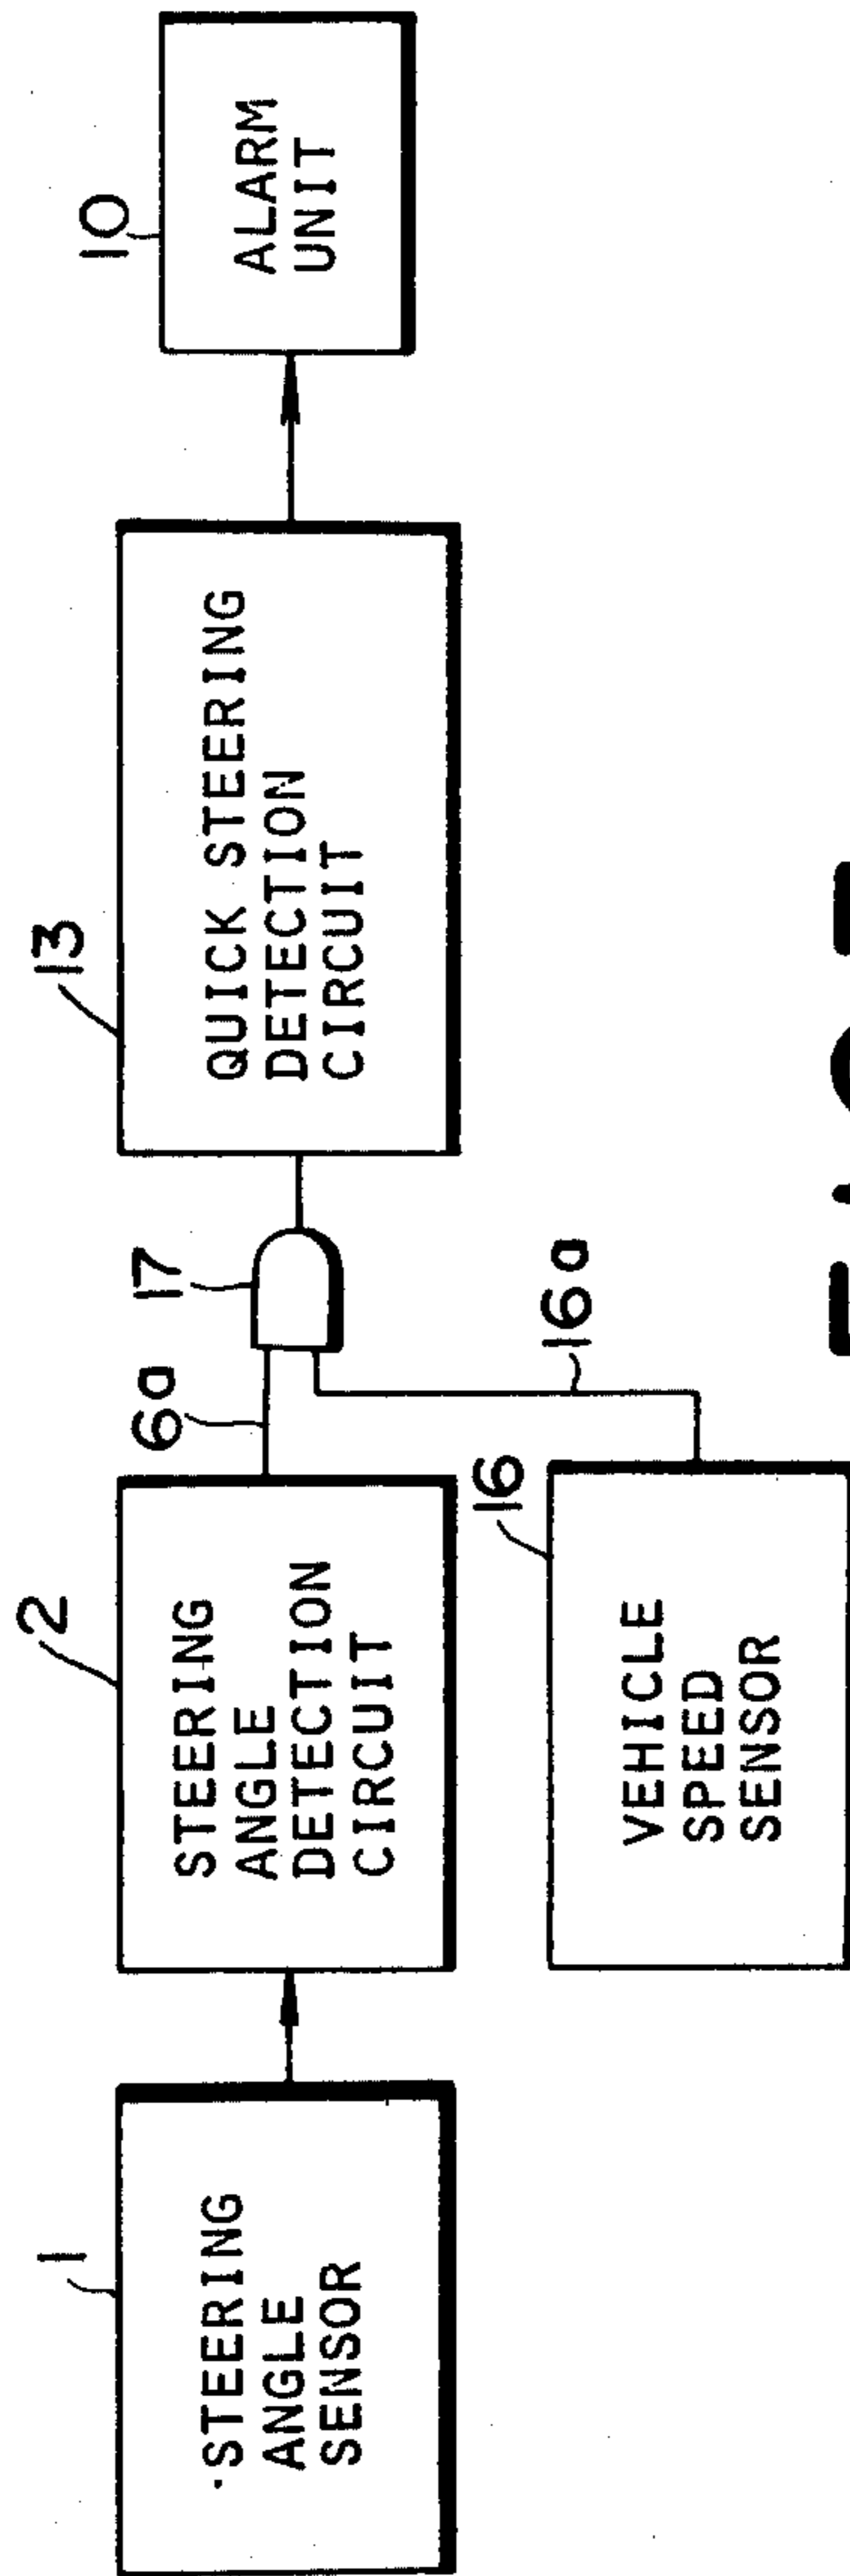 1
STEERING
ANGLE
SENSOR
2
STEERING
ANGLE
DETECTION
CIRCUIT
6a
17
13
QUICK STEERING
DETECTION
CIRCUIT
10
ALARM
UNIT
16
VEHICLE
SPEED
SENSOR
16a